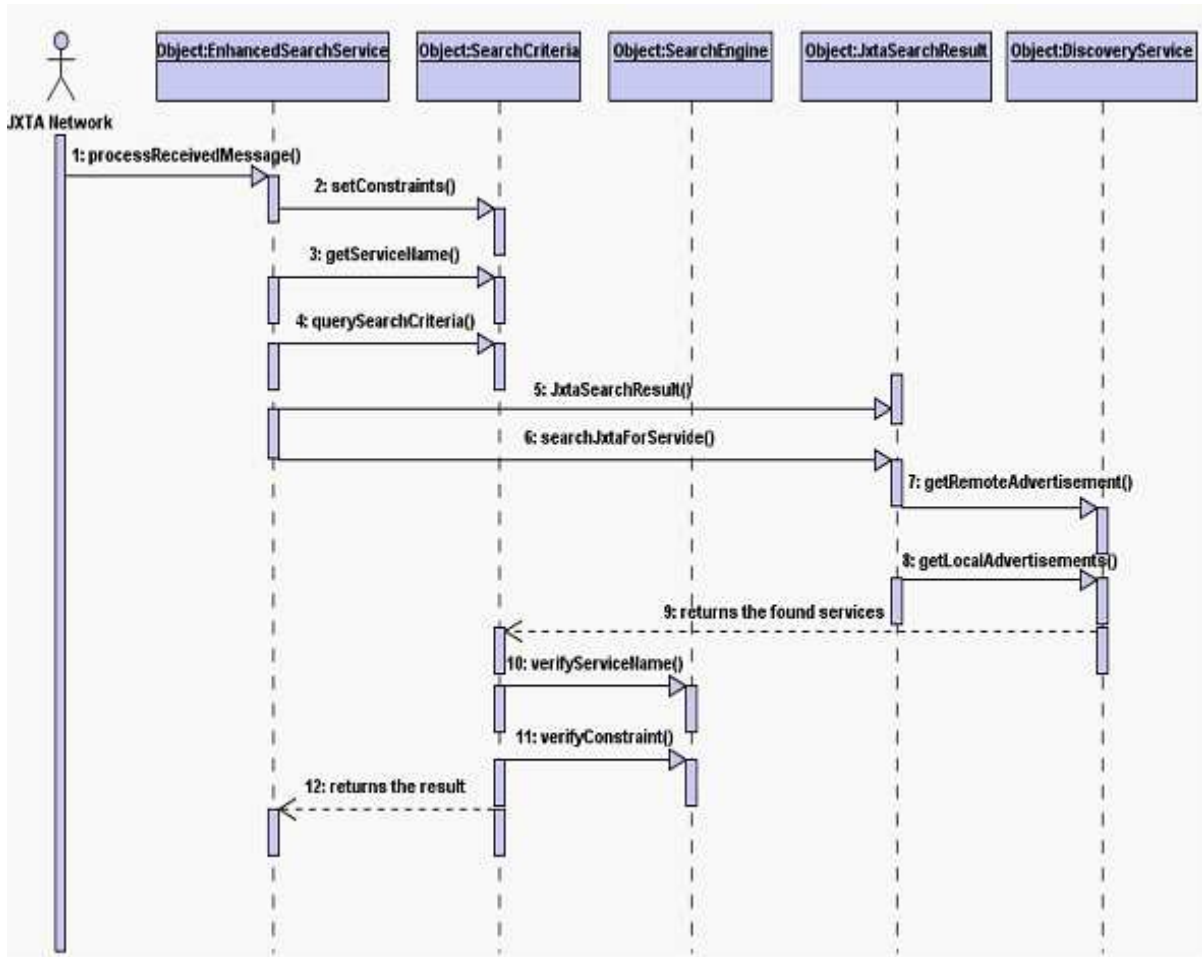 Object:EnhancedSearchService
Object:SearchCriteria
Object:SearchEngine
Object:JxtaSearchResult
Object:DiscoveryService
JXTA Network
1: processReceivedMessage()
2: setConstraints()
3: getServiceName()
4: querySearchCriteria()
5: JxtaSearchResult()
6: searchJxtaForServide()
7: getRemoteAdvertisement()
8: getLocalAdvertisements()
9: returns the found services
10: verifyServiceName()
11: verifyConstraint()
12: returns the result